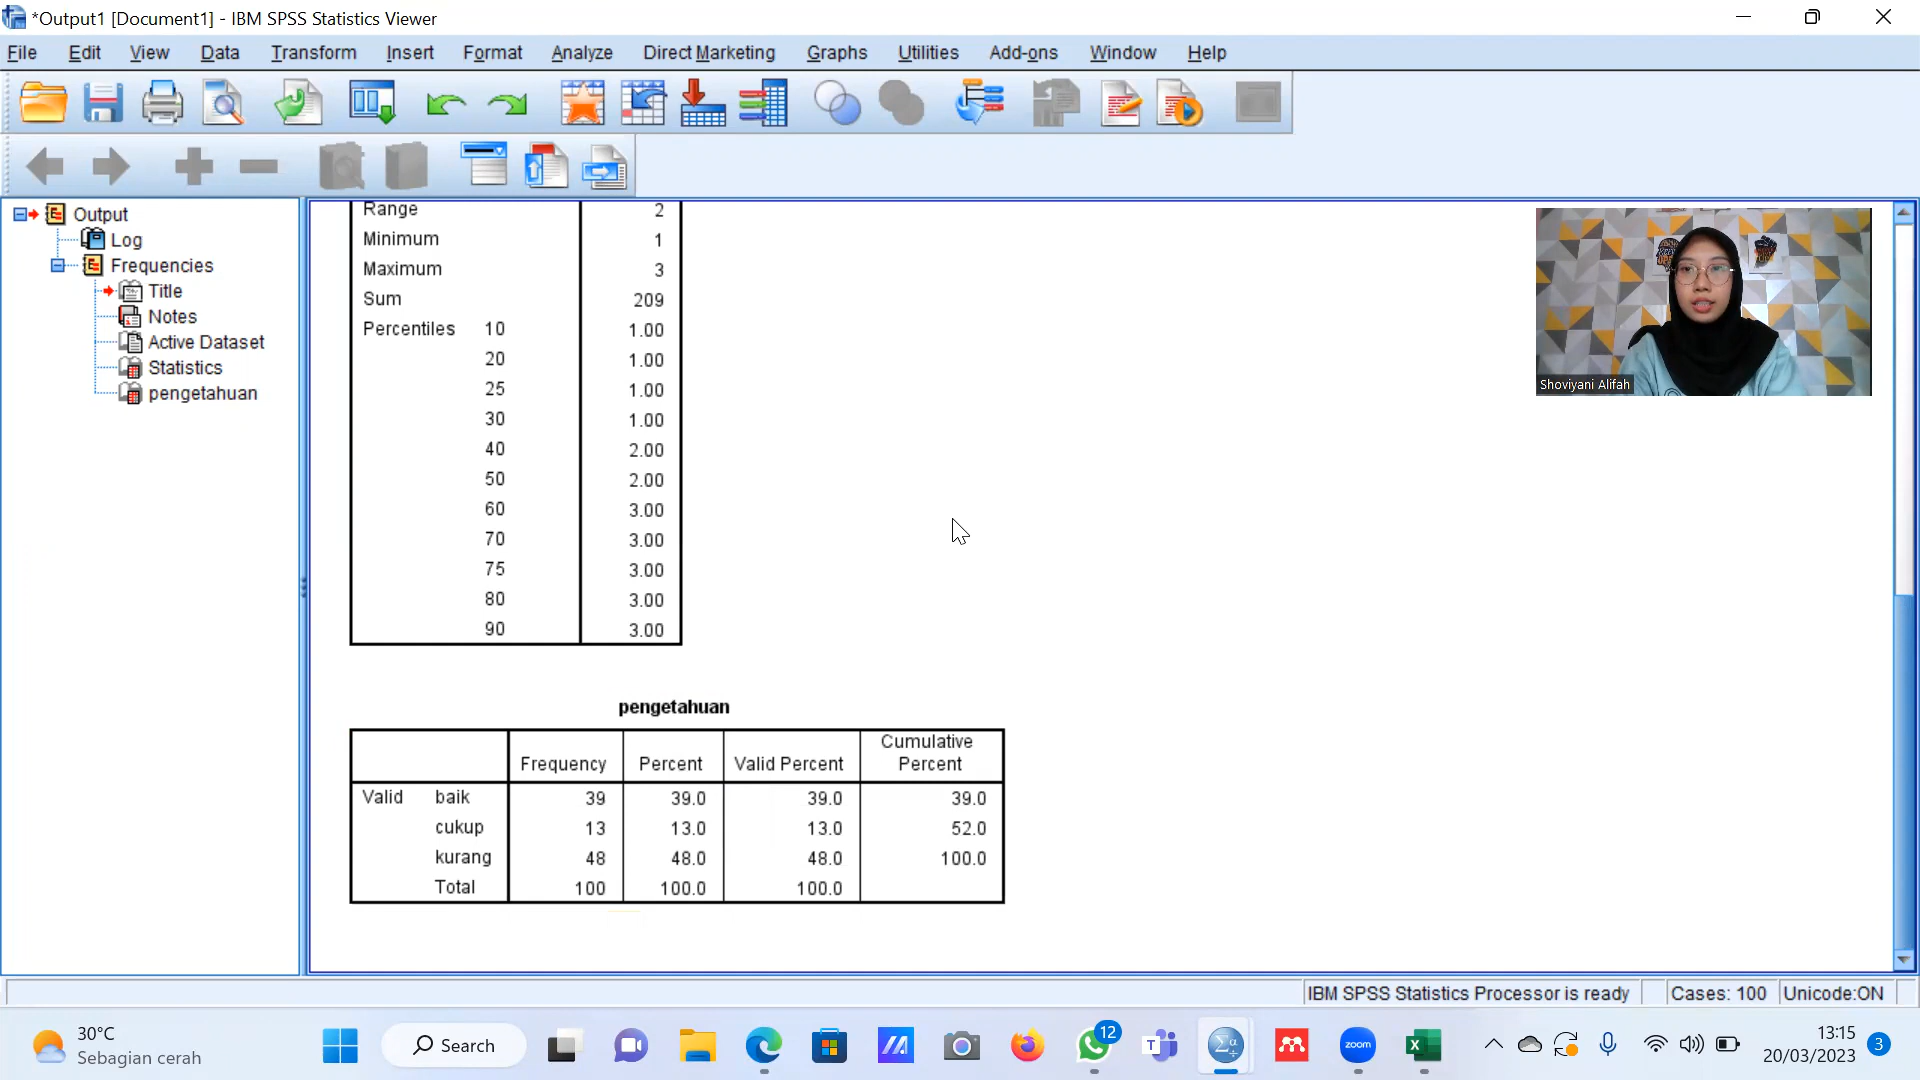 *Output1 [Document1] - IBM SPSS Statistics Viewer
File Edit View Data Transform Insert Format Analyze Direct Marketing Graphs Utilities Add-ons Window Help
Output
Log
Frequencies
Title
Notes
Active Dataset
Statistics
pengetahuan
Range 2
Minimum 1
Maximum 3
Sum 209
Percentiles 10 1.00
20 1.00
25 1.00
30 1.00
40 2.00
50 2.00
60 3.00
70 3.00
75 3.00
80 3.00
90 3.00
Shoviyani Alifah
pengetahuan
Frequency Percent Valid Percent Cumulative Percent
Valid baik 39 39.0 39.0 39.0
cukup 13 13.0 13.0 52.0
kurang 48 48.0 48.0 100.0
Total 100 100.0 100.0
IBM SPSS Statistics Processor is ready Cases: 100 Unicode:ON
30°C
Sebagian cerah
Search
12
zoom
13:15
20/03/2023
3